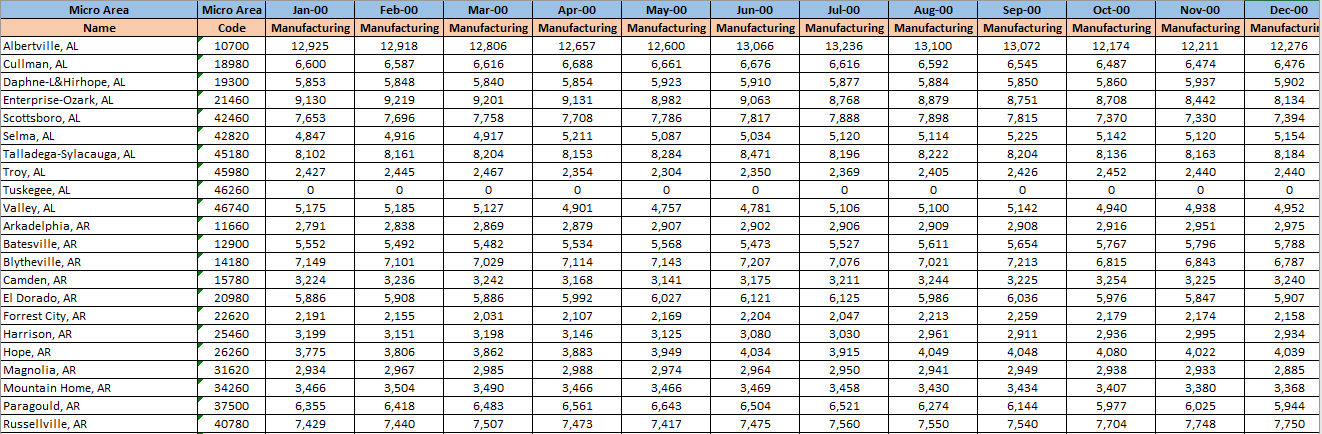 Micro Area Micro Area Jan-00 Feb-00 Mar-00 Apr-00 May-00 Jun-00 Jul-00 Aug-00 Sep-00 Oct-00 Nov-00 Dec-00
Name Code Manufacturing Manufacturing Manufacturing Manufacturing Manufacturing Manufacturing Manufacturing Manufacturing Manufacturing Manufacturing Manufacturing Manufacturin
Albertville, AL 10700 12,925 12,918 12,806 12,657 12,600 13,066 13,236 13,100 13,072 12,174 12,211 12,276
Cullman, AL 18980 6,600 6,587 6,616 6,688 6,661 6,676 6,616 6,592 6,545 6,487 6,474 6,476
Daphne-L&Hirhope, AL 19300 5,853 5,848 5,840 5,854 5,923 5,910 5,877 5,884 5,850 5,860 5,937 5,902
Enterprise-Ozark, AL 21460 9,130 9,219 9,201 9,131 8,982 9,063 8,768 8,879 8,751 8,708 8,442 8,134
Scottsboro, AL 42460 7,653 7,696 7,758 7,708 7,786 7,817 7,888 7,898 7,815 7,370 7,330 7,394
Selma, AL 42820 4,847 4,916 4,917 5,211 5,087 5,034 5,120 5,114 5,225 5,142 5,120 5,154
Talladega-Sylacauga, AL 45180 8,102 8,161 8,204 8,153 8,284 8,471 8,196 8,222 8,204 8,136 8,163 8,184
Troy, AL 45980 2,427 2,445 2,467 2,354 2,304 2,350 2,369 2,405 2,426 2,452 2,440 2,440
Tuskegee, AL 46260 0 0 0 0 0 0 0 0 0 0 0 0
Valley, AL 46740 5,175 5,185 5,127 4,901 4,757 4,781 5,106 5,100 5,142 4,940 4,938 4,952
Arkadelphia, AR 11660 2,791 2,838 2,869 2,879 2,907 2,902 2,906 2,909 2,908 2,916 2,951 2,975
Batesville, AR 12900 5,552 5,492 5,482 5,534 5,568 5,473 5,527 5,611 5,654 5,767 5,796 5,788
Blytheville, AR 14180 7,149 7,101 7,029 7,114 7,143 7,207 7,076 7,021 7,213 6,815 6,843 6,787
Camden, AR 15780 3,224 3,236 3,242 3,168 3,141 3,175 3,211 3,244 3,225 3,254 3,225 3,240
El Dorado, AR 20980 5,886 5,908 5,886 5,992 6,027 6,121 6,125 5,986 6,036 5,976 5,847 5,907
Forrest City, AR 22620 2,191 2,155 2,031 2,107 2,169 2,204 2,047 2,213 2,259 2,179 2,174 2,158
Harrison, AR 25460 3,199 3,151 3,198 3,146 3,125 3,080 3,030 2,961 2,911 2,936 2,995 2,934
Hope, AR 26260 3,775 3,806 3,862 3,883 3,949 4,034 3,915 4,049 4,048 4,080 4,022 4,039
Magnolia, AR 31620 2,934 2,967 2,985 2,988 2,974 2,964 2,950 2,941 2,949 2,938 2,933 2,885
Mountain Home, AR 34260 3,466 3,504 3,490 3,466 3,466 3,469 3,458 3,430 3,434 3,407 3,380 3,368
Paragould, AR 37500 6,355 6,418 6,483 6,561 6,643 6,504 6,521 6,274 6,144 5,977 6,025 5,944
Russellville, AR 40780 7,429 7,440 7,507 7,473 7,417 7,475 7,560 7,550 7,540 7,704 7,748 7,750